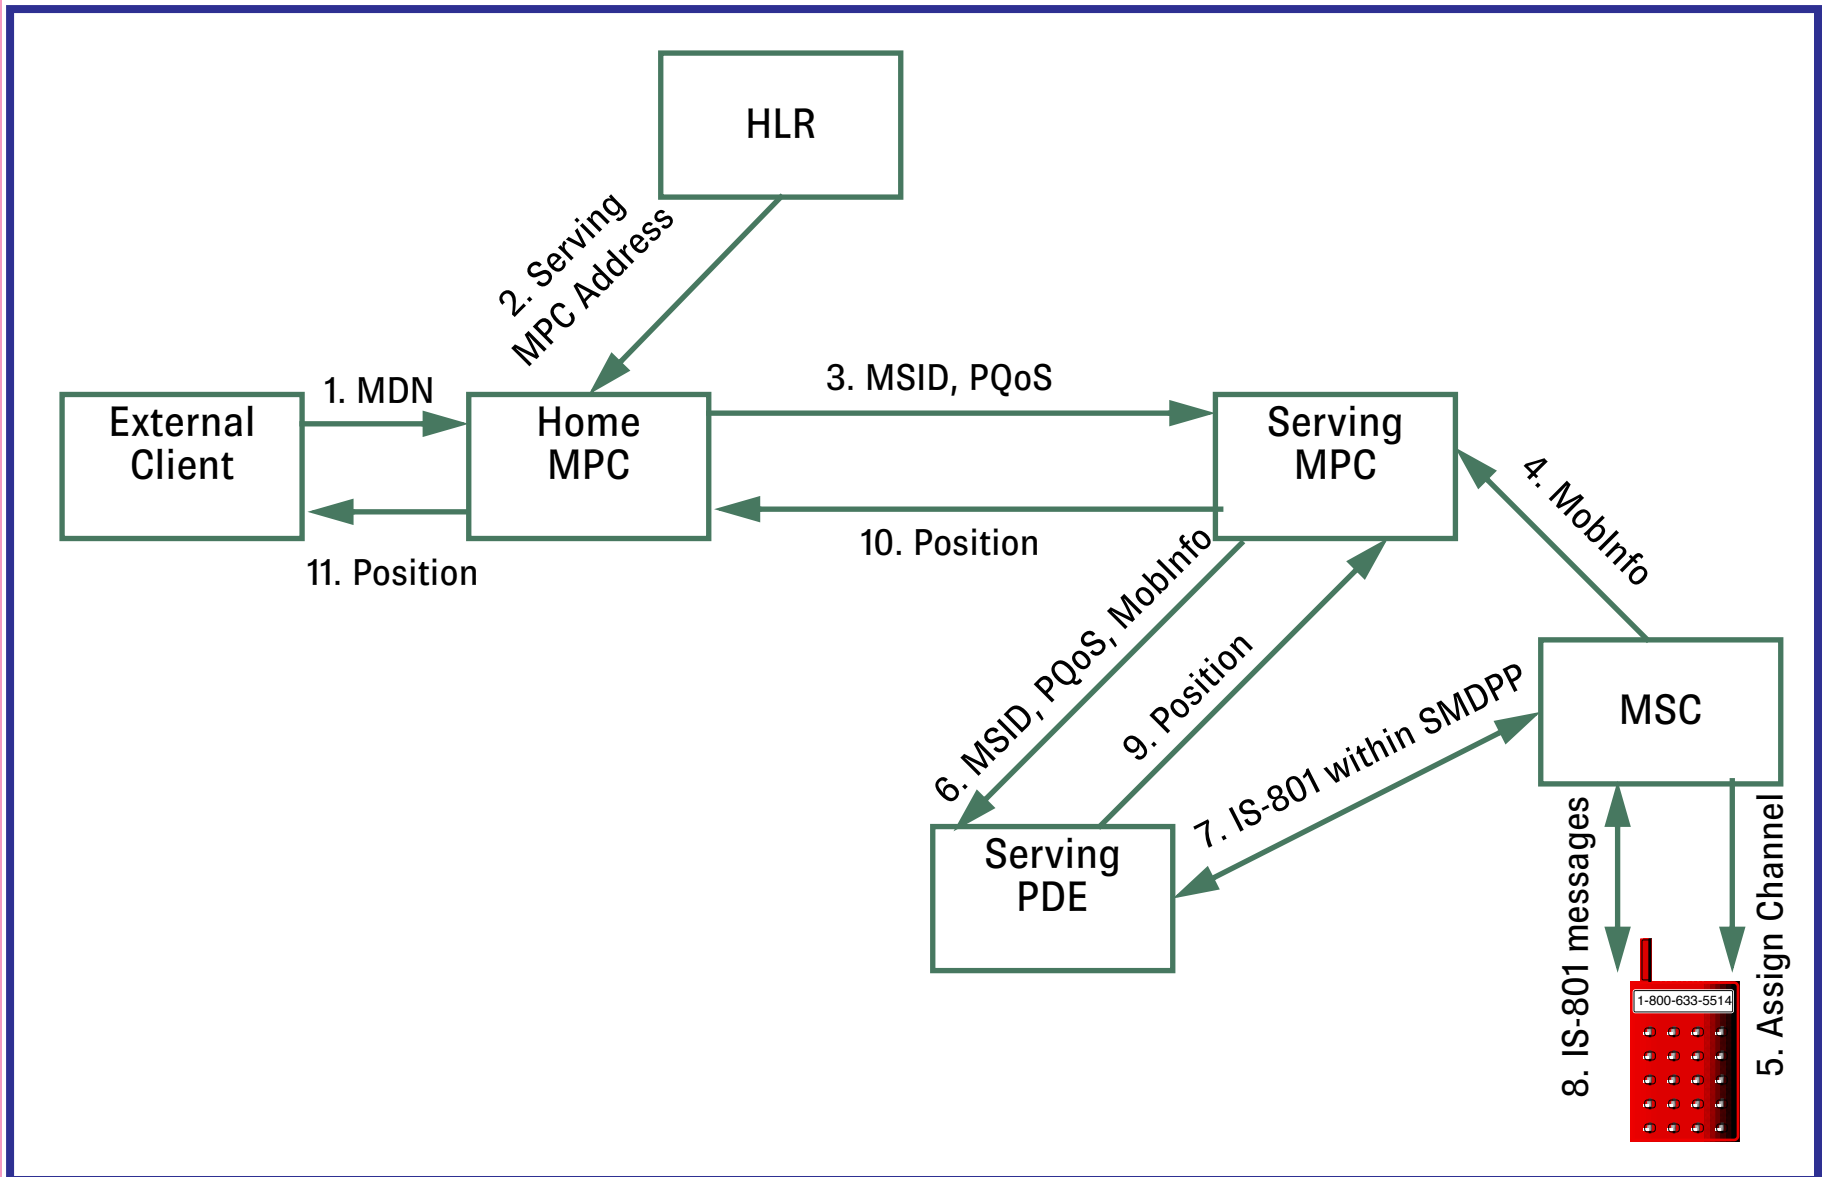 HLR
2. Serving
MPC Address
External
Client
1. MDN
Home
MPC
3. MSID, PQoS
Serving
MPC
4. MobInfo
10. Position
11. Position
6. MSID, PQoS, MobInfo
9. Position
7. IS-801 within SMDPP
MSC
Serving
PDE
8. IS-801 messages
5. Assign Channel
1-800-633-5514